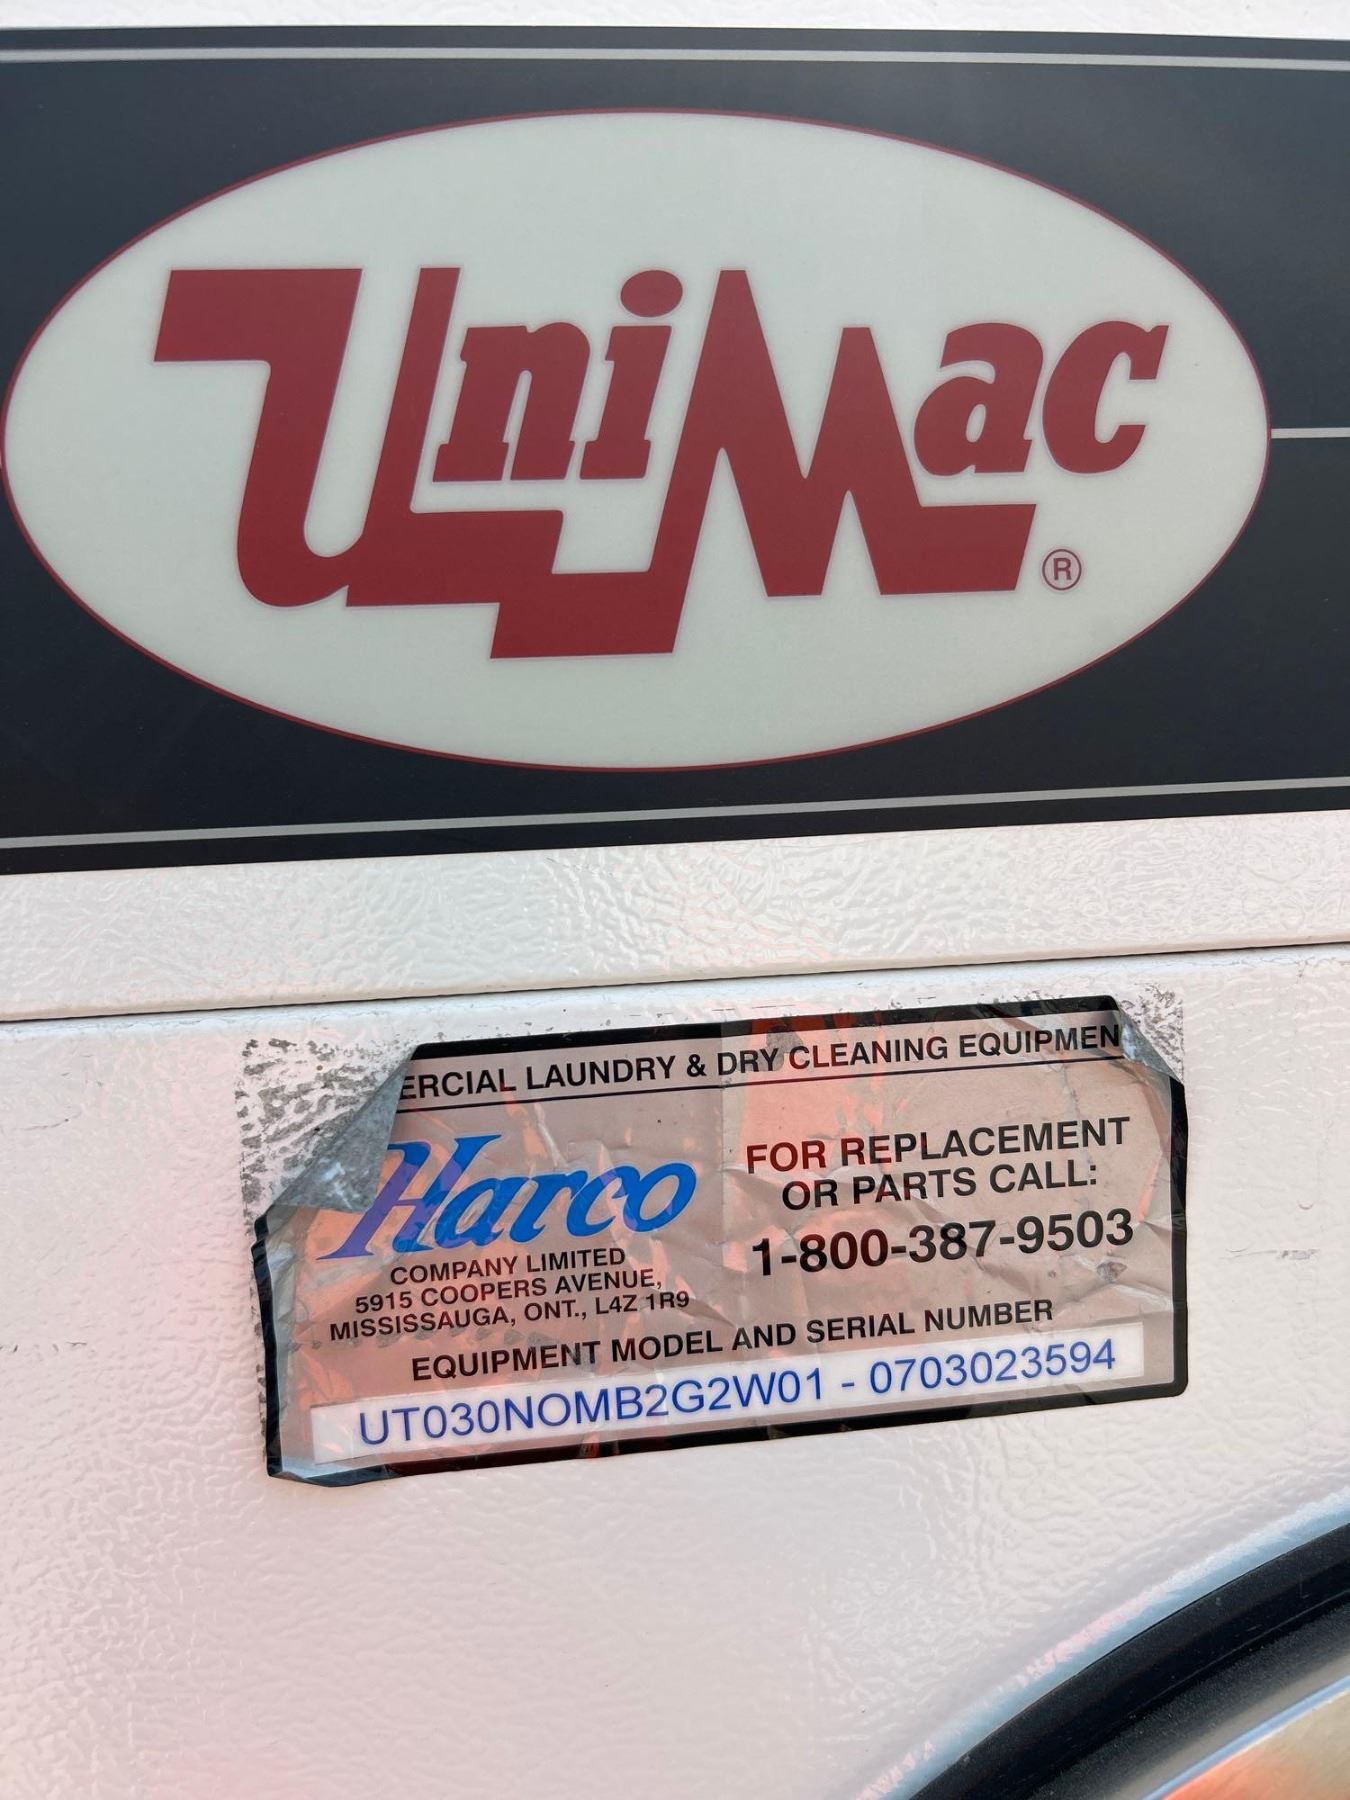 UniMac
®
ERCIAL LAUNDRY & DRY CLEANING EQUIPMEN
Harco
COMPANY LIMITED
5915 COOPERS AVENUE,
MISSISSAUGA, ONT., L4Z 1R9
FOR REPLACEMENT
OR PARTS CALL:
1-800-387-9503
EQUIPMENT MODEL AND SERIAL NUMBER
UT030NOMB2G2W01 - 0703023594